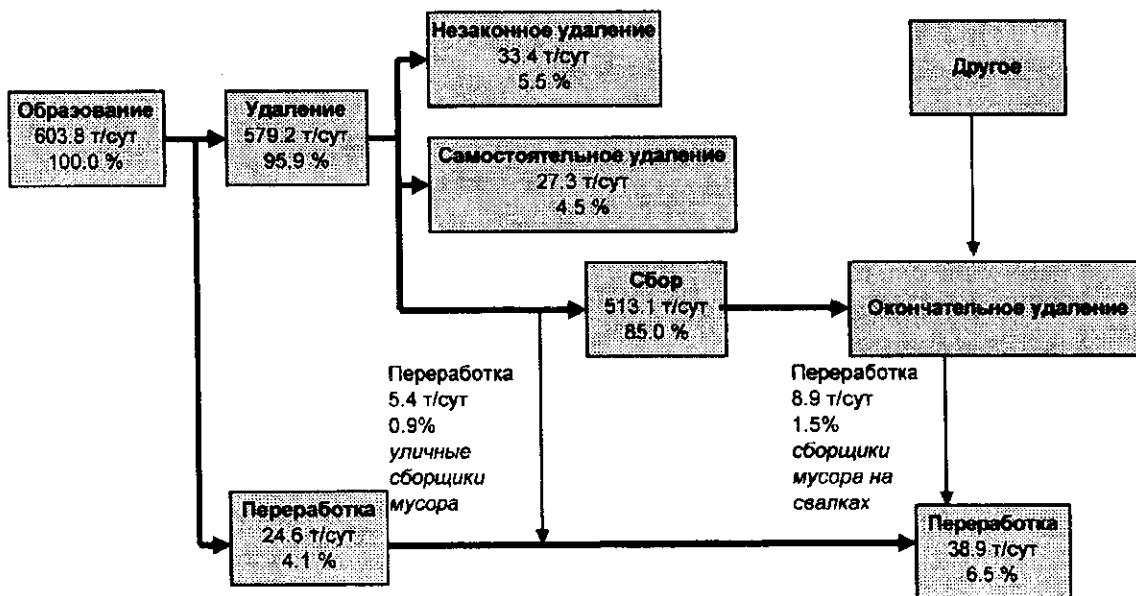 Незаконное удаление
33.4 т/сут
5.5 %
Другое
Образование
603.8 т/сут
100.0 %
Удаление
579.2 т/сут
95.9 %
Самостоятельное удаление
27.3 т/сут
4.5 %
Сбор
513.1 т/сут
85.0 %
Окончательное удаление
Переработка
5.4 т/сут
0.9%
уличные
сборщики
мусора
Переработка
8.9 т/сут
1.5%
сборщики
мусора на
свалках
Переработка
24.6 т/сут
4.1 %
Переработка
38.9 т/сут
6.5 %